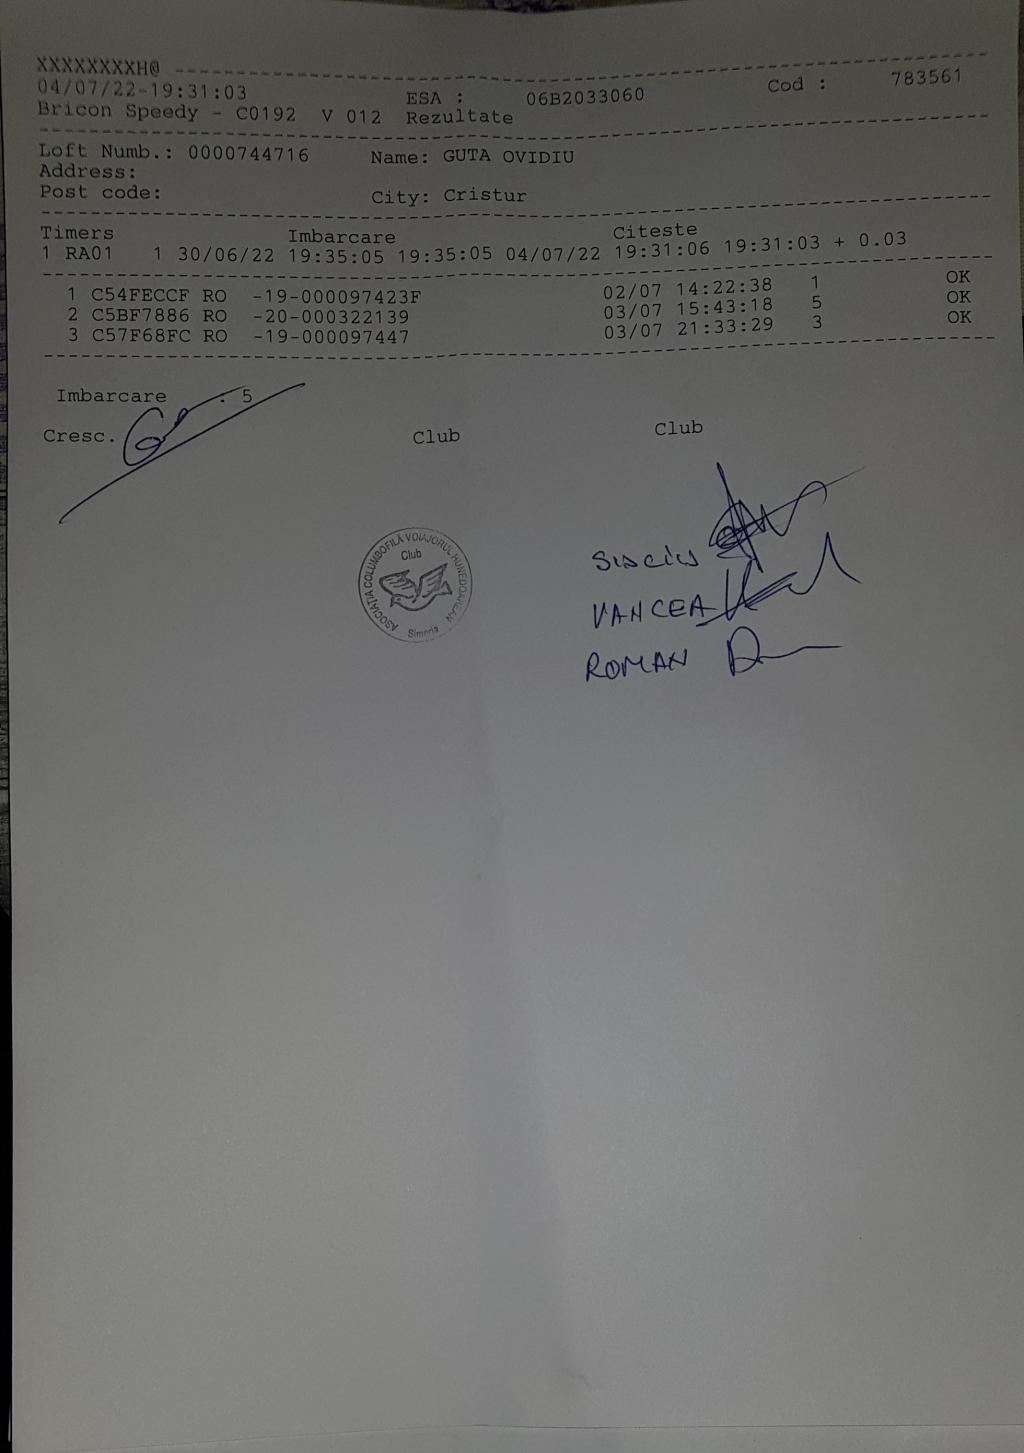 XXXXXXXXH@
04/07/22-19:31:03 ESA : 06B2033060 Cod : 783561
Bricon Speedy - C0192 V 012 Rezultate
Loft Numb.: 0000744716 Name: GUTA OVIDIU
Address:
Post code: City: Cristur
Timers Imbarcare Citeste
1 RA01 1 30/06/22 19:35:05 19:35:05 04/07/22 19:31:06 19:31:03 + 0.03
1 C54FECCF RO -19-000097423F 02/07 14:22:38 1 OK
2 C5BF7886 RO -20-000322139 03/07 15:43:18 5 OK
3 C57F68FC RO -19-000097447 03/07 21:33:29 3 OK
Imbarcare : 5
Cresc. Club Club
ASOCIAȚIA COLUMBOFILĂ VOIAJORUL HUNEDOREAN
Club
Simeria
VANCEA
ROMAN